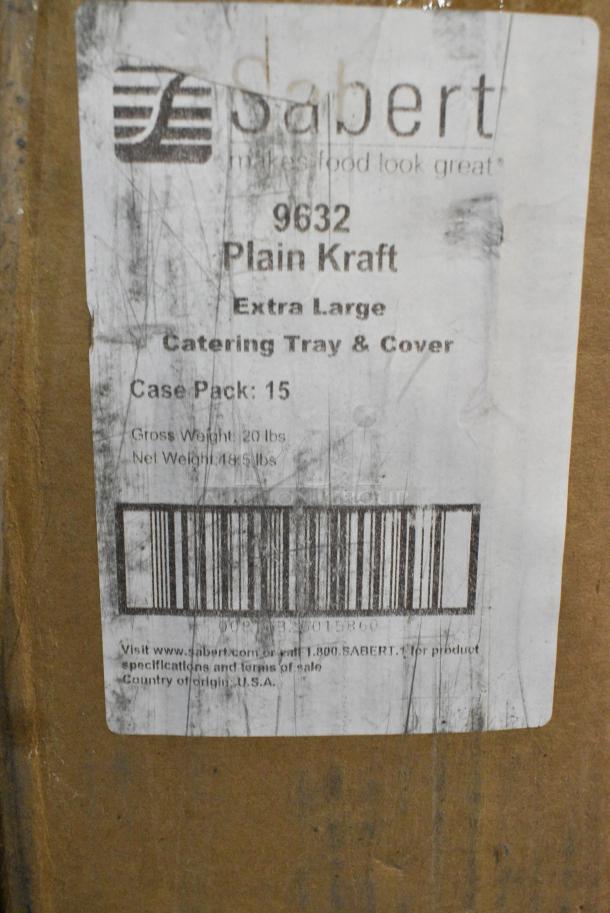 Sabert
makes food look great®
9632
Plain Kraft
Extra Large
Catering Tray & Cover
Case Pack: 15
Gross Weight: 20 lbs
Net Weight: 18.5 lbs
Visit www.sabert.com or call 1.800.SABERT.1 for product
specifications and terms of sale
Country of origin: U.S.A.